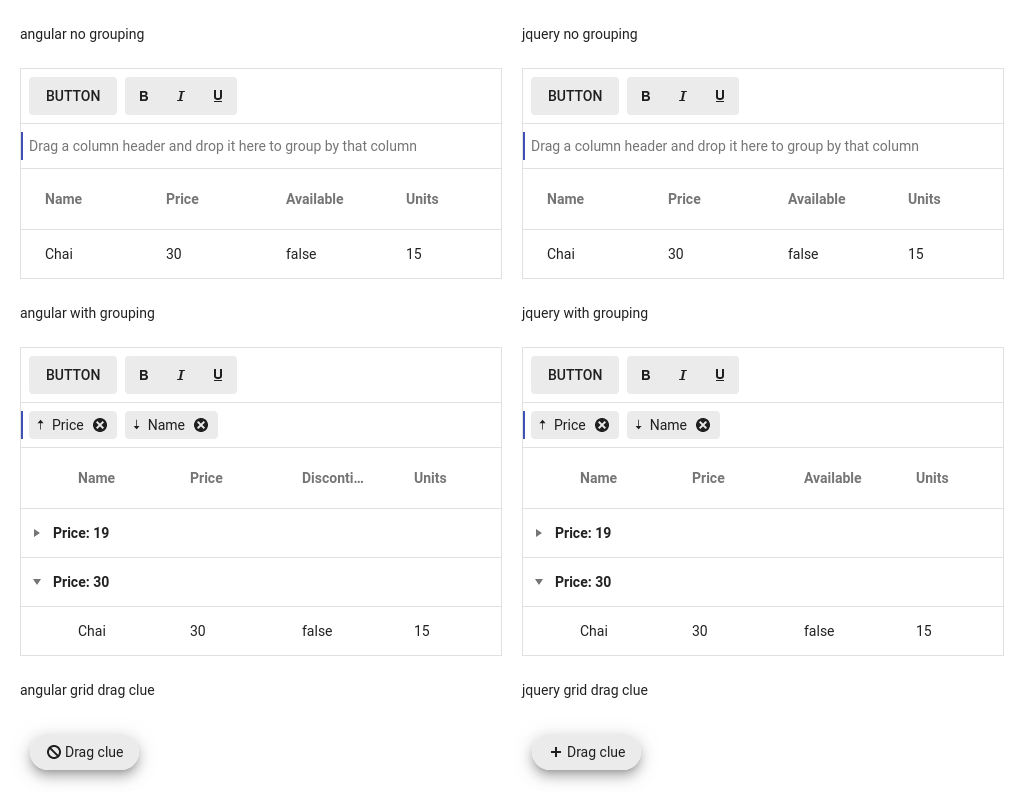 angular no grouping
BUTTON B I U
Drag a column header and drop it here to group by that column
Name Price Available Units
Chai 30 false 15
jquery no grouping
BUTTON B I U
Drag a column header and drop it here to group by that column
Name Price Available Units
Chai 30 false 15
angular with grouping
BUTTON B I U
↑ Price ↓ Name
Name Price Disconti… Units
Price: 19
Price: 30
Chai 30 false 15
jquery with grouping
BUTTON B I U
↑ Price ↓ Name
Name Price Available Units
Price: 19
Price: 30
Chai 30 false 15
angular grid drag clue
Drag clue
jquery grid drag clue
Drag clue